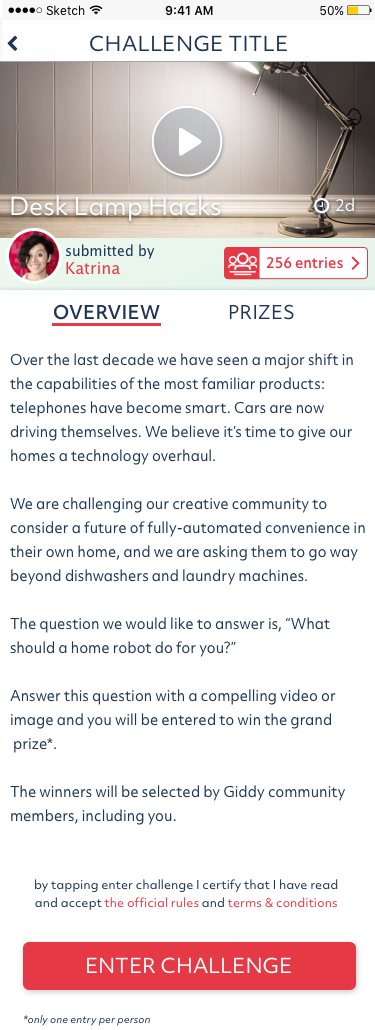 Sketch 9:41 AM 50%
CHALLENGE TITLE
Desk Lamp Hacks 2d
submitted by
Katrina
256 entries
OVERVIEW PRIZES
Over the last decade we have seen a major shift in
the capabilities of the most familiar products:
telephones have become smart. Cars are now
driving themselves. We believe it's time to give our
homes a technology overhaul.
We are challenging our creative community to
consider a future of fully-automated convenience in
their own home, and we are asking them to go way
beyond dishwashers and laundry machines.
The question we would like to answer is, “What
should a home robot do for you?”
Answer this question with a compelling video or
image and you will be entered to win the grand
prize*.
The winners will be selected by Giddy community
members, including you.
by tapping enter challenge I certify that I have read
and accept the official rules and terms & conditions
ENTER CHALLENGE
*only one entry per person